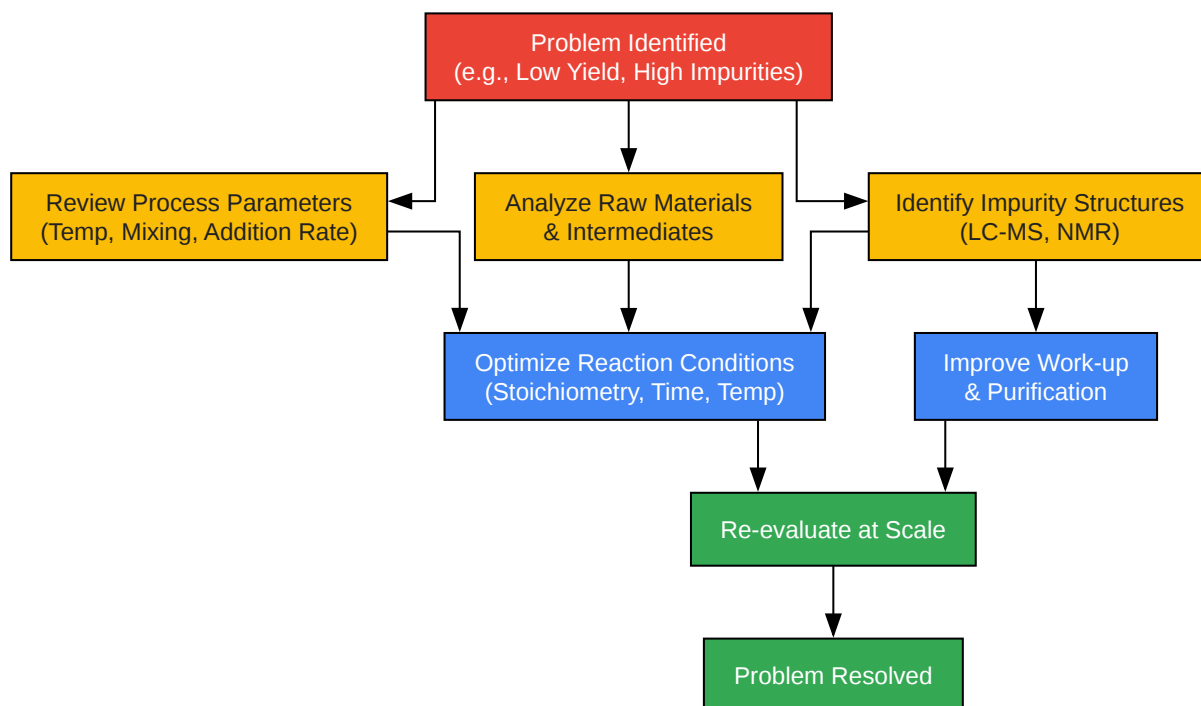 Problem Identified
(e.g., Low Yield, High Impurities)
Review Process Parameters
(Temp, Mixing, Addition Rate)
Analyze Raw Materials
& Intermediates
Identify Impurity Structures
(LC-MS, NMR)
Optimize Reaction Conditions
(Stoichiometry, Time, Temp)
Improve Work-up
& Purification
Re-evaluate at Scale
Problem Resolved